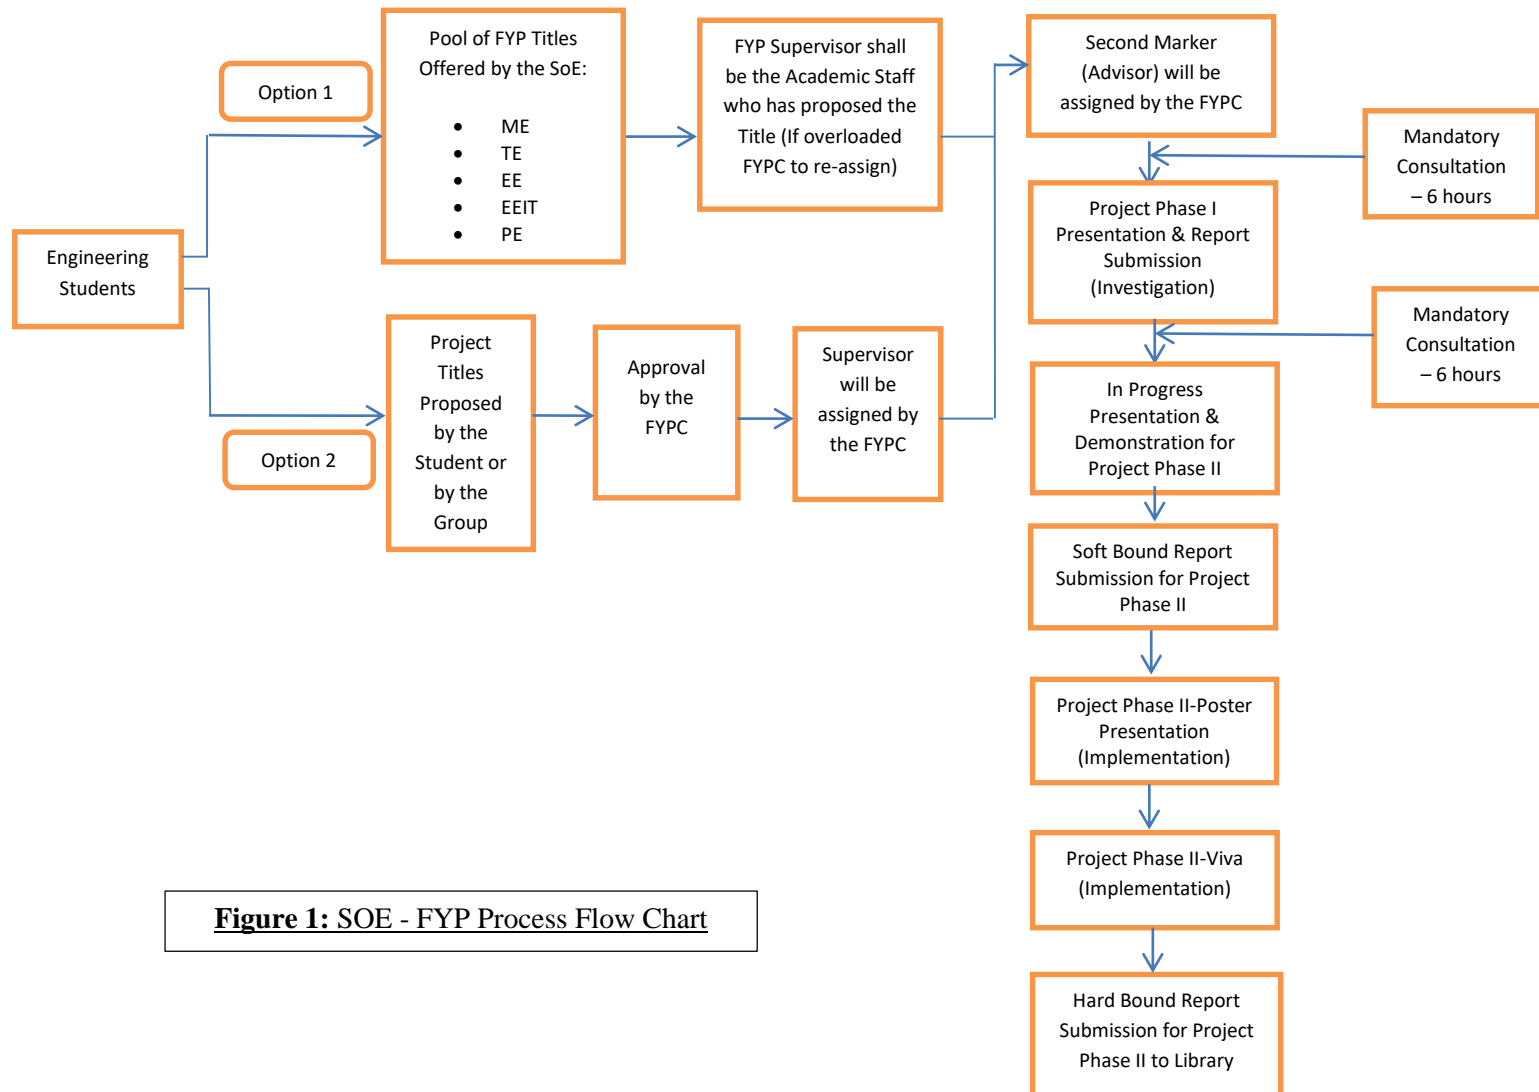 Option 1
Pool of FYP Titles
Offered by the SoE:
• ME
• TE
• EE
• EEIT
• PE
FYP Supervisor shall
be the Academic Staff
who has proposed the
Title (If overloaded
FYPC to re-assign)
Second Marker
(Advisor) will be
assigned by the FYPC
Mandatory
Consultation
– 6 hours
Engineering
Students
Project Phase I
Presentation & Report
Submission
(Investigation)
Mandatory
Consultation
– 6 hours
Option 2
Project
Titles
Proposed
by the
Student or
by the
Group
Approval
by the
FYPC
Supervisor
will be
assigned by
the FYPC
In Progress
Presentation &
Demonstration for
Project Phase II
Soft Bound Report
Submission for Project
Phase II
Project Phase II-Poster
Presentation
(Implementation)
Project Phase II-Viva
(Implementation)
Hard Bound Report
Submission for Project
Phase II to Library
Figure 1: SOE - FYP Process Flow Chart